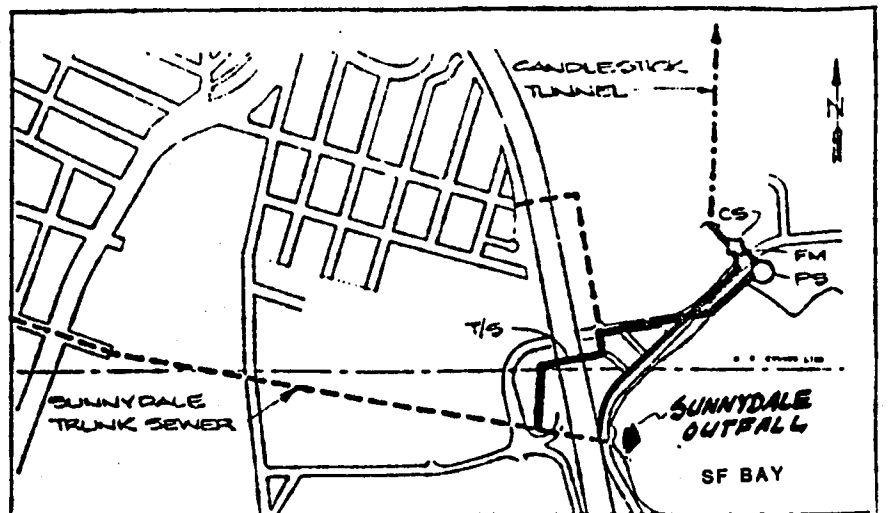 CANDLESTICK
TUNNEL
N
CS
FM
PS
T/S
SUNNYDALE
TRUNK SEWER
SUNNYDALE
OUTFALL
SF BAY